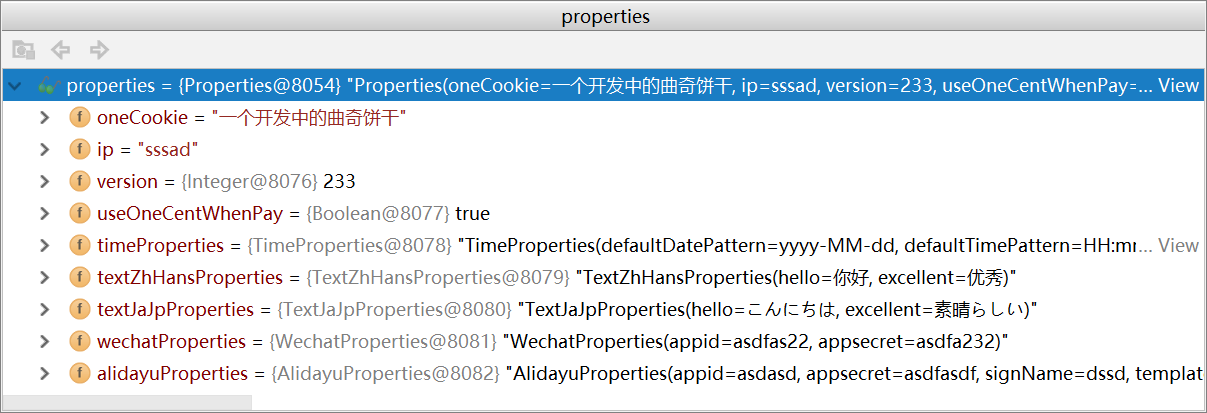 properties
properties = {Properties@8054} "Properties(oneCookie=一个开发中的曲奇饼干, ip=sssad, version=233, useOneCentWhenPay=... View
f oneCookie = "一个开发中的曲奇饼干"
f ip = "sssad"
f version = {Integer@8076} 233
f useOneCentWhenPay = {Boolean@8077} true
f timeProperties = {TimeProperties@8078} "TimeProperties(defaultDatePattern=yyyy-MM-dd, defaultTimePattern=HH:m... View
f textZhHansProperties = {TextZhHansProperties@8079} "TextZhHansProperties(hello=你好, excellent=优秀)"
f textJaJpProperties = {TextJaJpProperties@8080} "TextJaJpProperties(hello=こんにちは, excellent=素晴らしい)"
f wechatProperties = {WechatProperties@8081} "WechatProperties(appid=asdfas22, appsecret=asdfa232)"
f alidayuProperties = {AlidayuProperties@8082} "AlidayuProperties(appid=asdasd, appsecret=asdfasdf, signName=dssd, templat